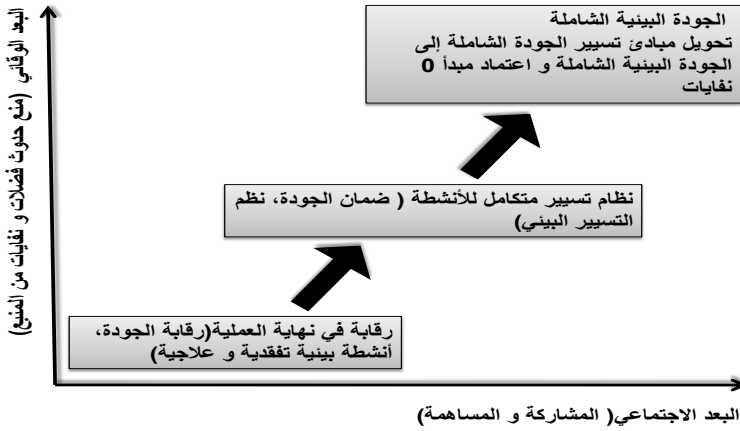 الجودة البيئية الشاملة
تحويل مبادئ تسيير الجودة الشاملة إلى
الجودة البيئية الشاملة و اعتماد مبدأ 0
نفايات
نظام تسيير متكامل للأنشطة ( ضمان الجودة، نظم
التسيير البيئي)
رقابة في نهاية العملية(رقابة الجودة،
أنشطة بيئية تفقدية و علاجية)
البعد الوقائي (منع حدوث فضلات و نفايات من المنبع)
البعد الاجتماعي( المشاركة و المساهمة)